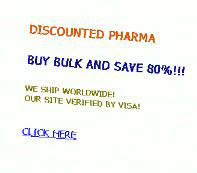 DISCOUNTED PHARMA
BUY BULK AND SAVE 80%!!!
WE SHIP WORLDWIDE!
OUR SITE VERIFIED BY VISA!
CLICK HERE